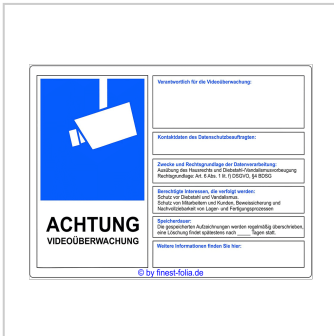 ACHTUNG
VIDEOÜBERWACHUNG
Verantwortlich für die Videoüberwachung:
Kontaktdaten des Datenschutzbeauftragten:
Zwecke und Rechtsgrundlage der Datenverarbeitung:
Ausübung des Hausrechts und Diebstahl-/Vandalismusvorbeugung
Rechtsgrundlage: Art. 6 Abs. 1 lit. f) DSGVO, §4 BDSG
Berechtigte Interessen, die verfolgt werden:
Schutz vor Diebstahl und Vandalismus,
Schutz von Mitarbeitern und Kunden, Beweissicherung und
Nachvollziehbarkeit von Lager- und Fertigungsprozessen
Speicherdauer:
Die gespeicherten Aufzeichnungen werden regelmäßig überschrieben,
eine Löschung findet spätestens nach _____ Tagen statt.
Weitere Informationen finden Sie hier:
© by finest-folia.de